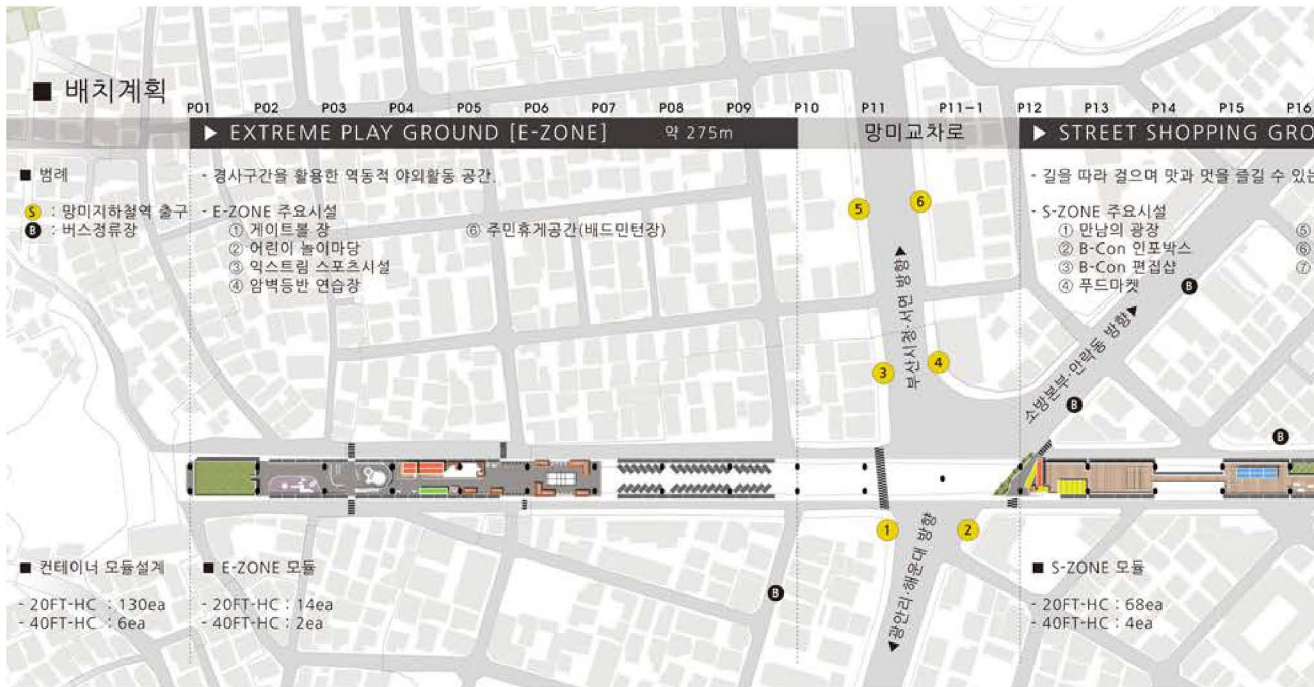 ■ 배치계획
P01 P02 P03 P04 P05 P06 P07 P08 P09 P10 P11 P11-1 P12 P13 P14 P15 P16
▶ EXTREME PLAY GROUND [E-ZONE] 약 275m
망미교차로
▶ STREET SHOPPING GRO
■ 범례
S : 망미지하철역 출구
B : 버스정류장
- 경사구간을 활용한 역동적 야외활동 공간.
- E-ZONE 주요시설
① 게이트볼 장
② 어린이 놀이마당
③ 익스트림 스포츠시설
④ 암벽등반 연습장
⑥ 주민휴게공간(배드민턴장)
- 길을 따라 걸으며 맛과 멋을 즐길 수 있는
- S-ZONE 주요시설
① 만남의 광장
② B-Con 인포박스
③ B-Con 편집샵
④ 푸드마켓
⑤
⑥
⑦
5
6
3
4
부산시청·서면 방향▶
소방본부·안락동 방향▶
B
B
B
1
2
◀광안리·해운대 방향
B
■ 컨테이너 모듈설계
- 20FT-HC : 130ea
- 40FT-HC : 6ea
■ E-ZONE 모듈
- 20FT-HC : 14ea
- 40FT-HC : 2ea
■ S-ZONE 모듈
- 20FT-HC : 68ea
- 40FT-HC : 4ea